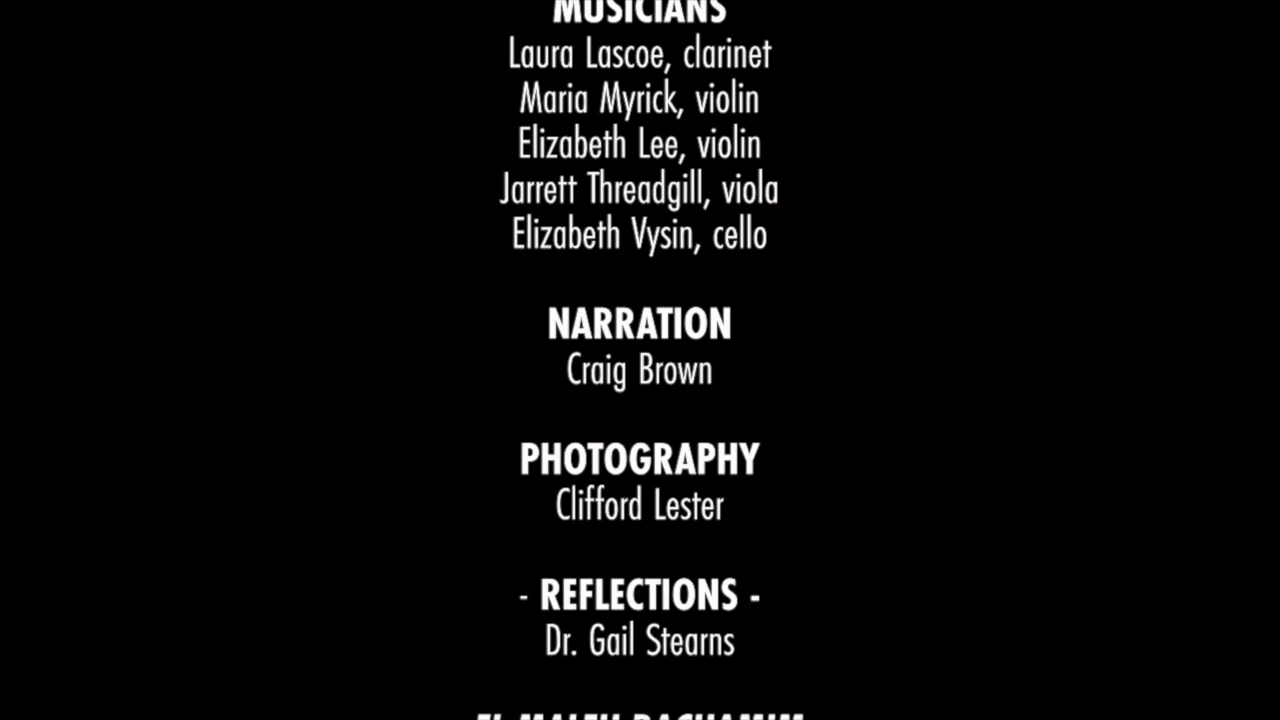 MUSICIANS
Laura Lascoe, clarinet
Maria Myrick, violin
Elizabeth Lee, violin
Jarrett Threadgill, viola
Elizabeth Vysin, cello
NARRATION
Craig Brown
PHOTOGRAPHY
Clifford Lester
- REFLECTIONS -
Dr. Gail Stearns